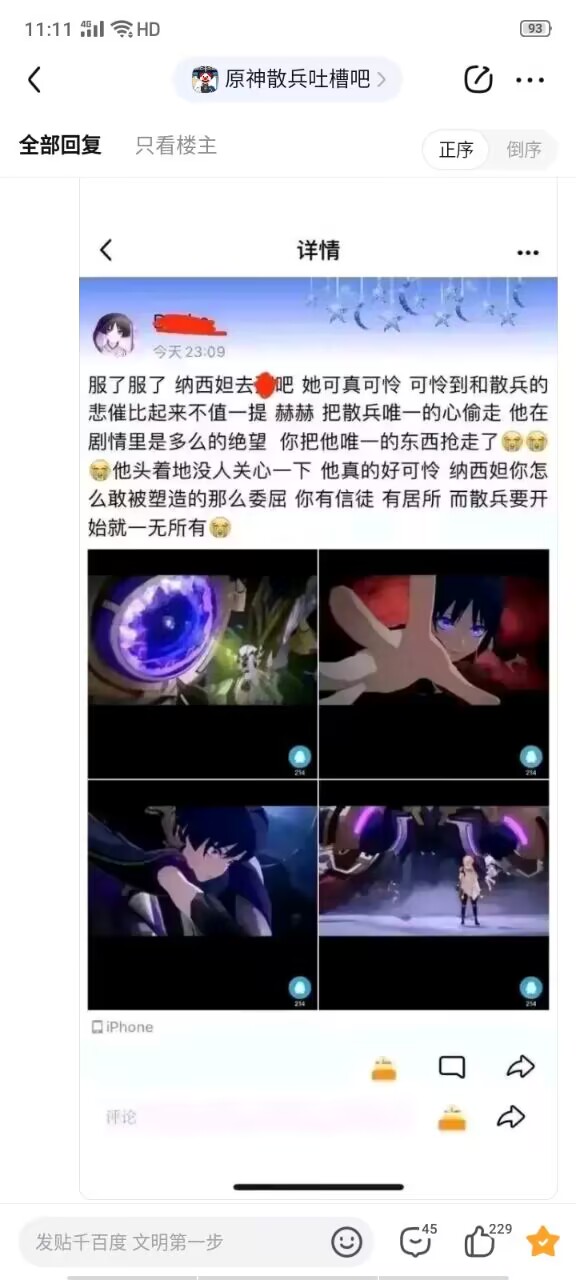 11:11 4G HD 93
原神散兵吐槽吧
全部回复 只看楼主 正序 倒序
详情
今天 23:09
服了服了 纳西妲去 吧 她可真可怜 可怜到和散兵的
悲催比起来不值一提 赫赫 把散兵唯一的心偷走 他在
剧情里是多么的绝望 你把他唯一的东西抢走了😭😭
😭他头着地没人关心一下 他真的好可怜 纳西妲你怎
么敢被塑造的那么委屈 你有信徒 有居所 而散兵要开
始就一无所有😭
214
214
214
214
iPhone
评论
发贴千百度 文明第一步 45 229